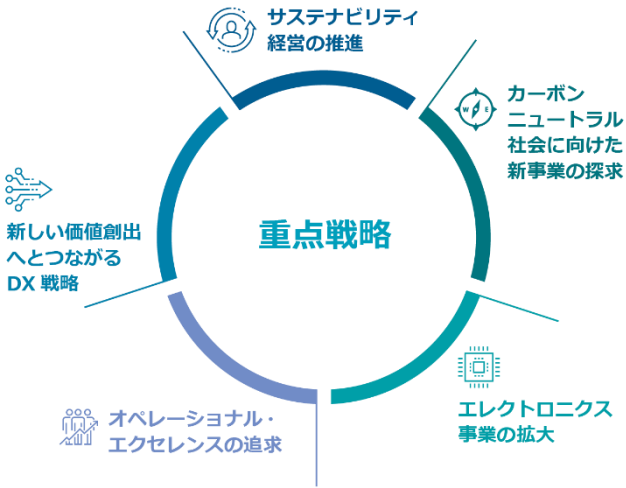 サステナビリティ
経営の推進
カーボン
ニュートラル
社会に向けた
新事業の探求
W E
重点戦略
新しい価値創出
へとつながる
DX 戦略
エレクトロニクス
事業の拡大
オペレーショナル・
エクセレンスの追求